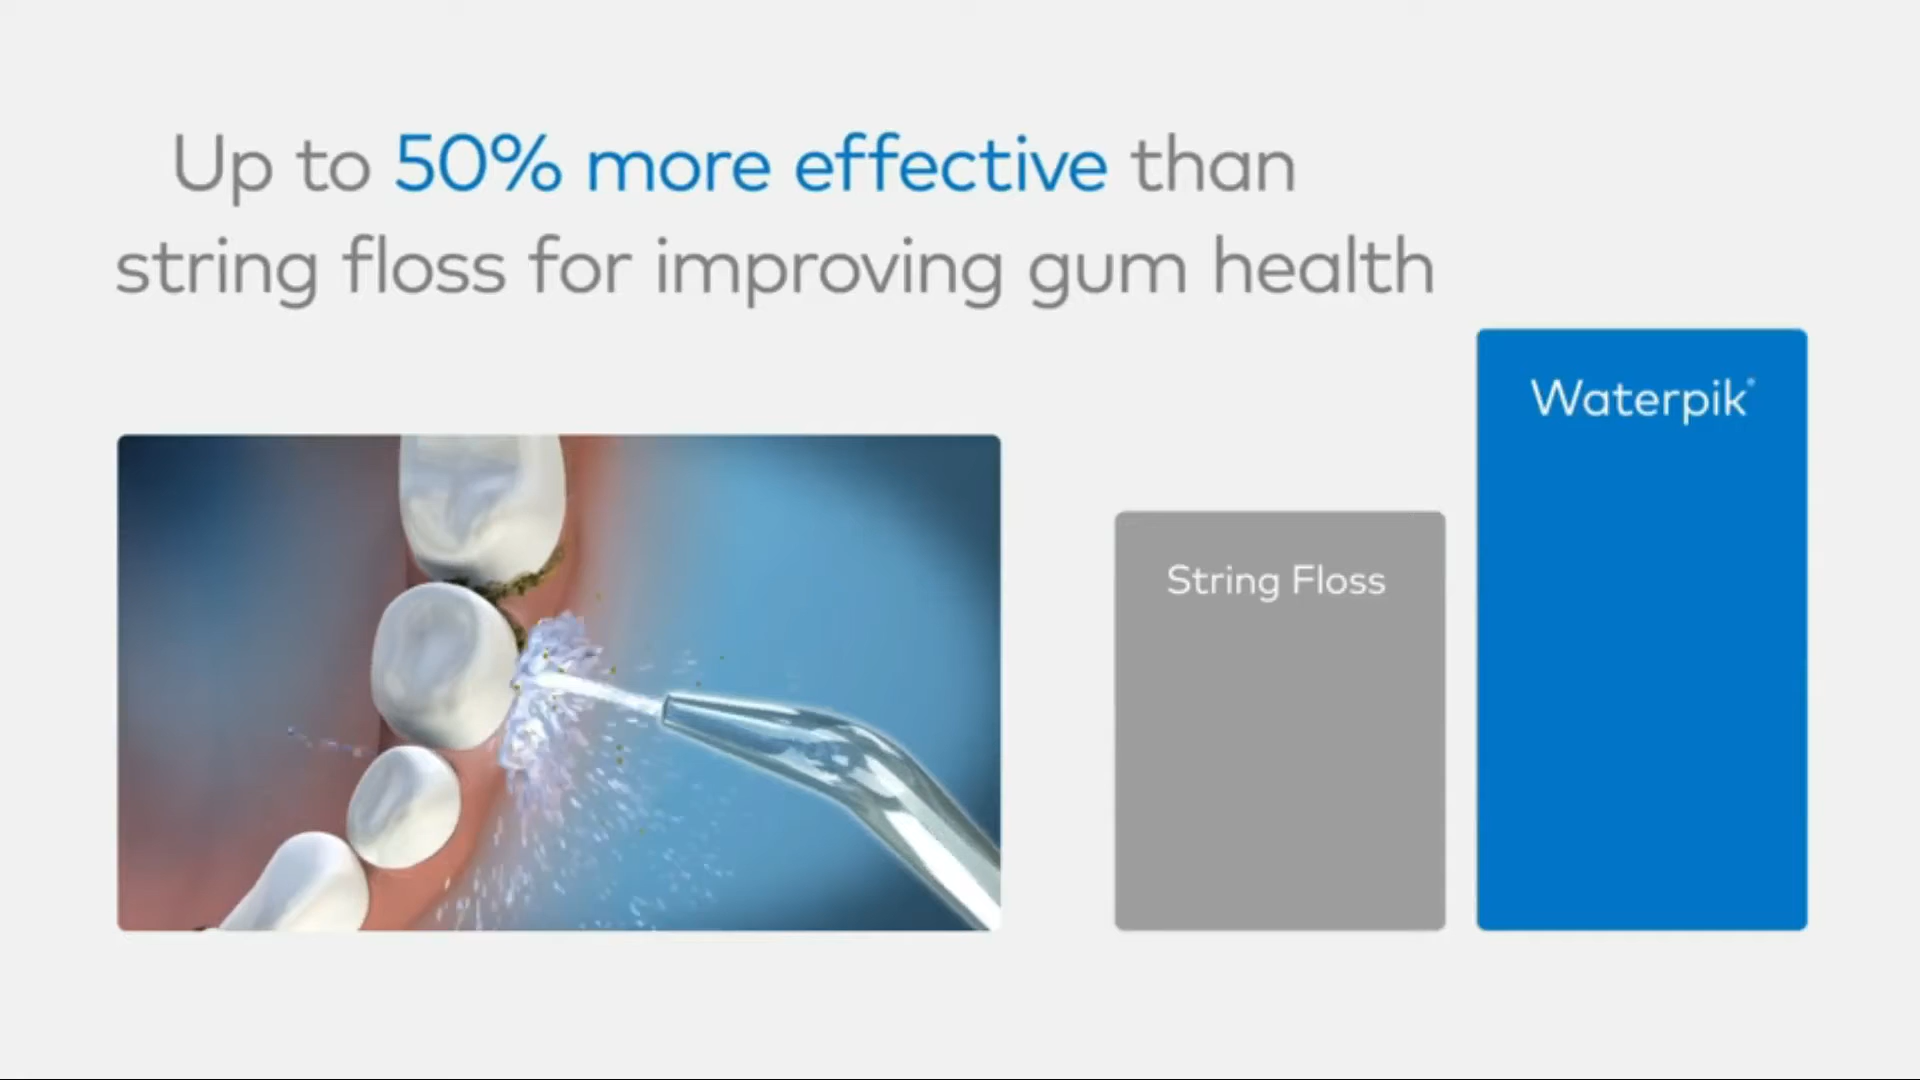 Up to 50% more effective than
string floss for improving gum health
Waterpik®
String Floss